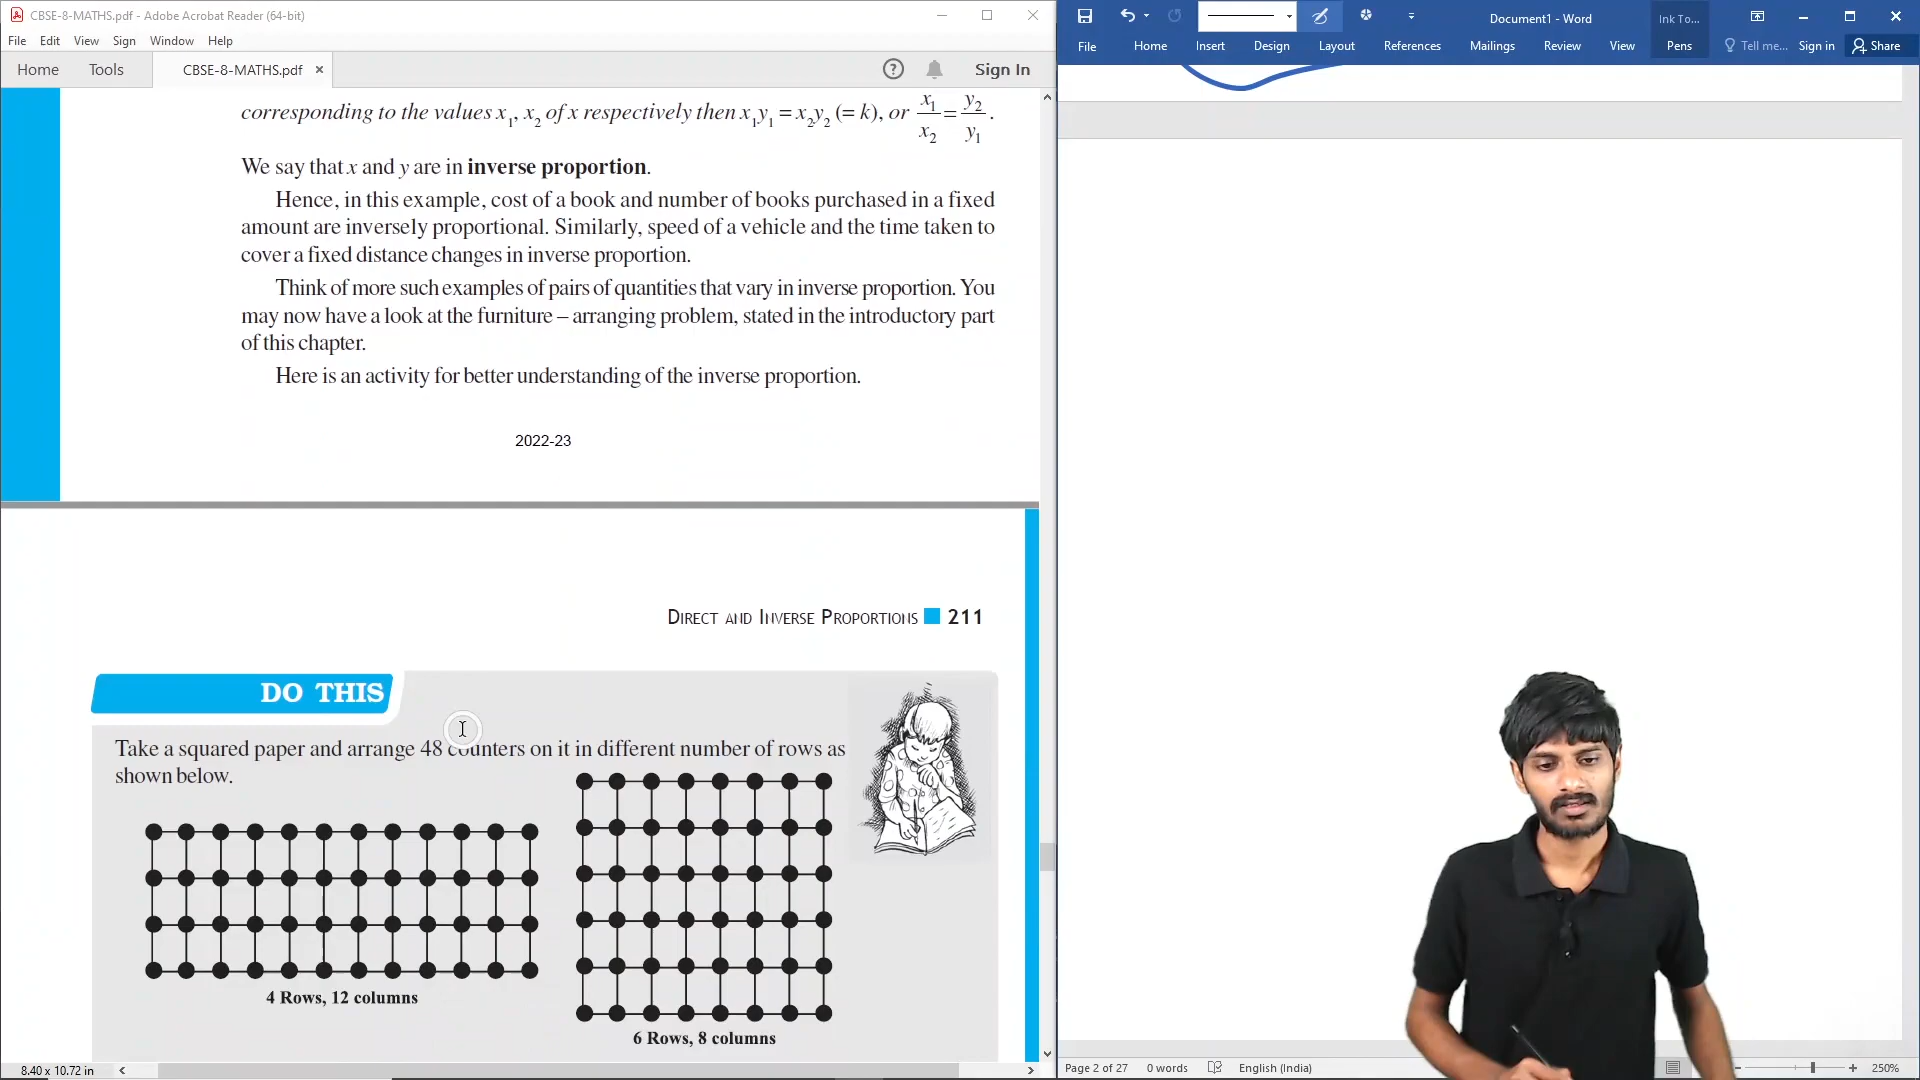 CBSE-8-MATHS.pdf - Adobe Acrobat Reader (64-bit)
File Edit View Sign Window Help
Home Tools CBSE-8-MATHS.pdf × Sign In
corresponding to the values x₁, x₂ of x respectively then x₁y₁ = x₂y₂ (= k), or x₁/x₂ = y₂/y₁ .
We say that x and y are in inverse proportion.
Hence, in this example, cost of a book and number of books purchased in a fixed
amount are inversely proportional. Similarly, speed of a vehicle and the time taken to
cover a fixed distance changes in inverse proportion.
Think of more such examples of pairs of quantities that vary in inverse proportion. You
may now have a look at the furniture – arranging problem, stated in the introductory part
of this chapter.
Here is an activity for better understanding of the inverse proportion.
2022-23
DIRECT AND INVERSE PROPORTIONS 211
DO THIS
Take a squared paper and arrange 48 counters on it in different number of rows as
shown below.
4 Rows, 12 columns
6 Rows, 8 columns
8.40 x 10.72 in
Document1 - Word Ink To...
File Home Insert Design Layout References Mailings Review View Pens Tell me... Sign in Share
Page 2 of 27 0 words English (India) 250%